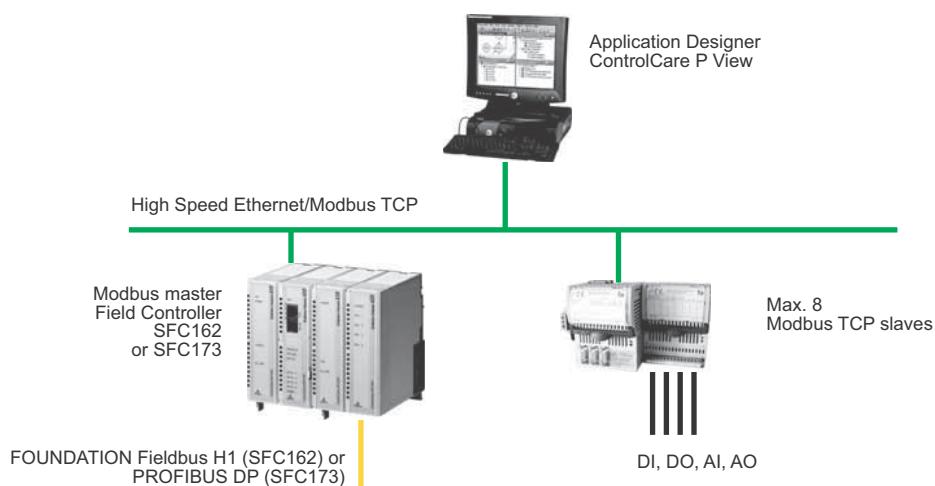 Application Designer
ControlCare P View
High Speed Ethernet/Modbus TCP
Modbus master
Field Controller
SFC162
or SFC173
Max. 8
Modbus TCP slaves
FOUNDATION Fieldbus H1 (SFC162) or
PROFIBUS DP (SFC173)
DI, DO, AI, AO